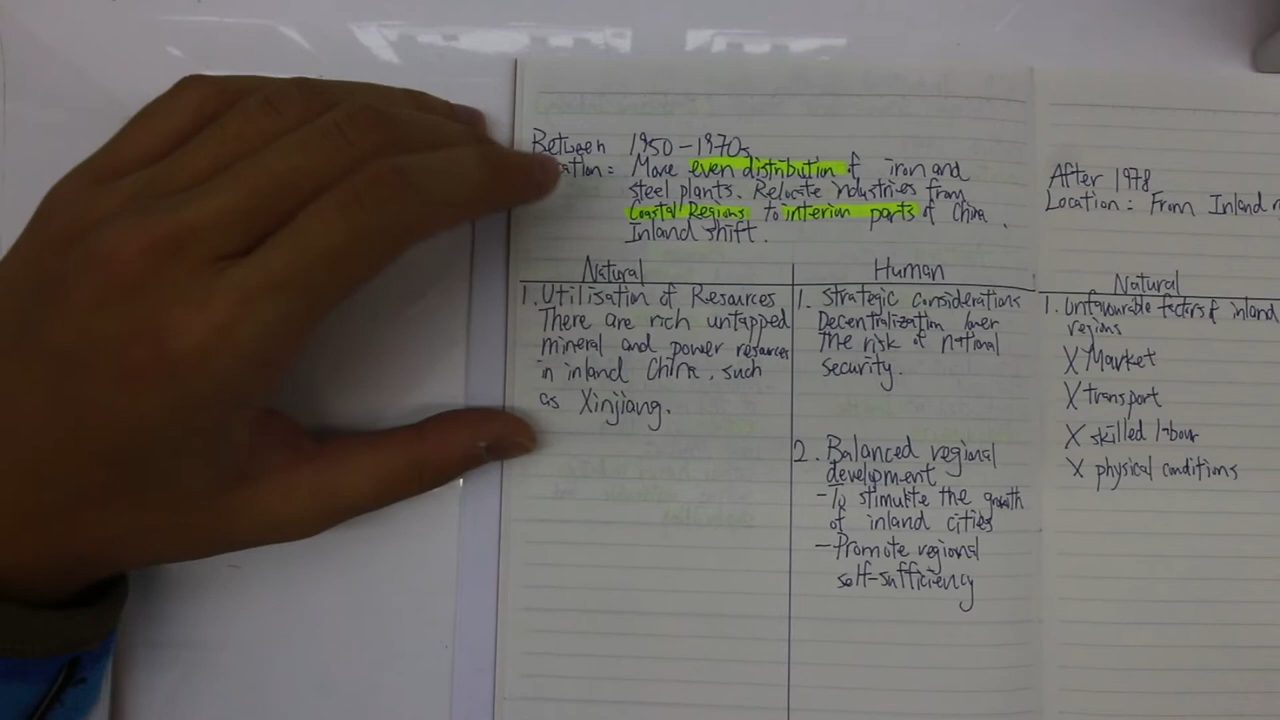 Between 1950-1970s
ation: More even distribution of iron and
steel plants. Relocate industries from
Coastal Regions to interior parts of China.
Inland shift.
Natural
1. Utilisation of Resources
There are rich untapped
mineral and power resources
in inland China, such
as Xinjiang.
Human
1. Strategic considerations
Decentralization lower
the risk of national
security.
2. Balanced regional
development
- To stimulate the growth
of inland cities
- Promote regional
self-sufficiency
After 1978
Location: From Inland
Natural
1. Unfavourable factors of inland
regions
X Market
X transport
X skilled labour
X physical conditions